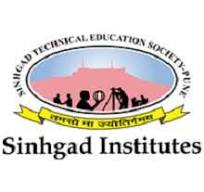 SINHGAD TECHNICAL EDUCATION SOCIETY-PUNE
तमसो मा ज्योतिर्गमय
Sinhgad Institutes